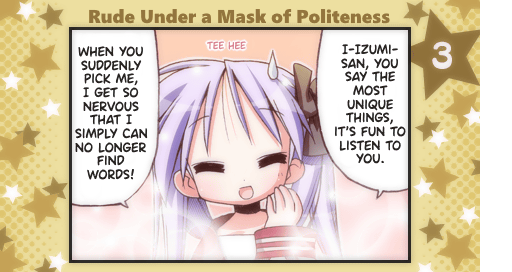 Rude Under a Mask of Politeness
3
I-IZUMI-
SAN, YOU
SAY THE
MOST
UNIQUE
THINGS,
IT'S FUN TO
LISTEN TO
YOU.
TEE HEE
WHEN YOU
SUDDENLY
PICK ME,
I GET SO
NERVOUS
THAT I
SIMPLY CAN
NO LONGER
FIND
WORDS!